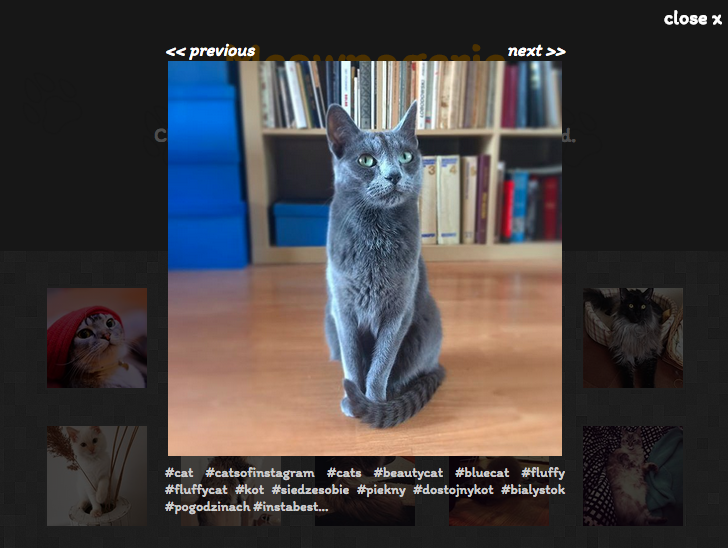 close x
<< previous next >>
#cat #catsofinstagram #cats #beautycat #bluecat #fluffy
#fluffycat #kot #siedzesobie #piekny #dostojnykot #bialystok
#pogodzinach #instabest...